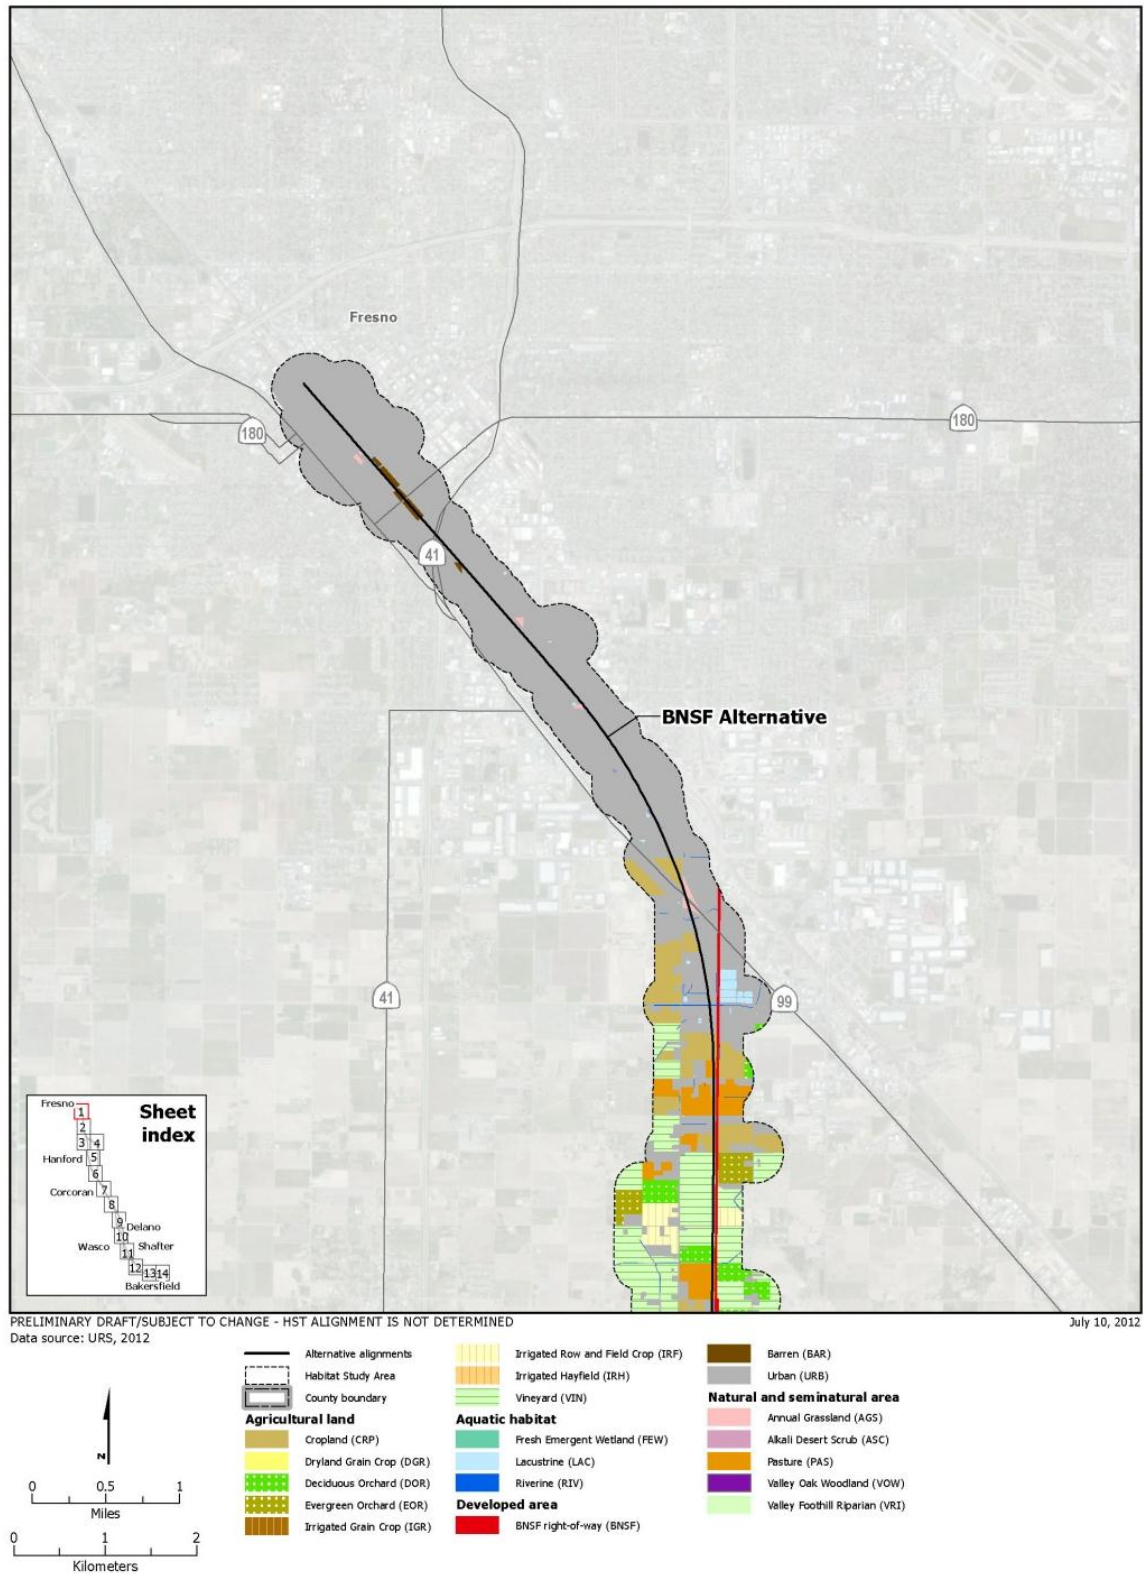 Fresno
180
180
41
BNSF Alternative
41
99
Fresno
Sheet
index
1
2
3 4
Hanford 5
6
Corcoran 7
8
9 Delano
10
Wasco 11 Shafter
12 13 14
Bakersfield
PRELIMINARY DRAFT/SUBJECT TO CHANGE - HST ALIGNMENT IS NOT DETERMINED
July 10, 2012
Data source: URS, 2012
N
0 0.5 1
Miles
0 1 2
Kilometers
Alternative alignments
Habitat Study Area
County boundary
Agricultural land
Cropland (CRP)
Dryland Grain Crop (DGR)
Deciduous Orchard (DOR)
Evergreen Orchard (EOR)
Irrigated Grain Crop (IGR)
Irrigated Row and Field Crop (IRF)
Irrigated Hayfield (IRH)
Vineyard (VIN)
Aquatic habitat
Fresh Emergent Wetland (FEW)
Lacustrine (LAC)
Riverine (RIV)
Developed area
BNSF right-of-way (BNSF)
Barren (BAR)
Urban (URB)
Natural and seminatural area
Annual Grassland (AGS)
Alkali Desert Scrub (ASC)
Pasture (PAS)
Valley Oak Woodland (VOW)
Valley Foothill Riparian (VRI)